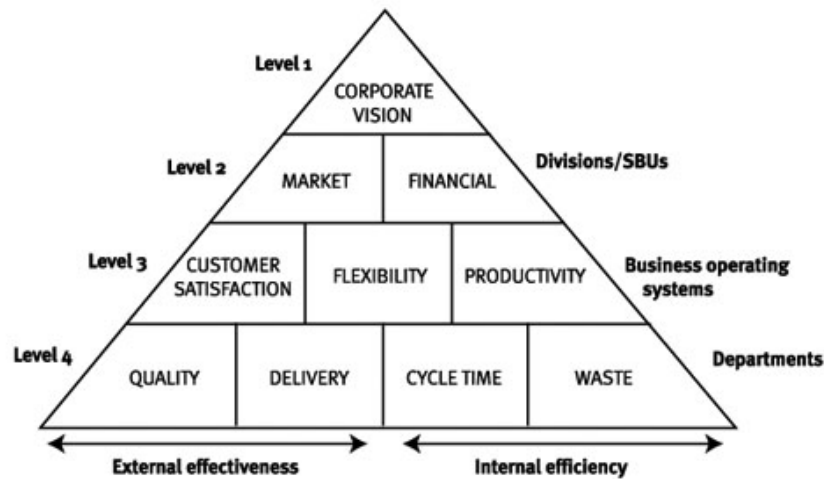 Level 1
CORPORATE
VISION
Level 2
MARKET
FINANCIAL
Divisions/SBUs
Level 3
CUSTOMER
SATISFACTION
FLEXIBILITY
PRODUCTIVITY
Business operating
systems
Level 4
QUALITY
DELIVERY
CYCLE TIME
WASTE
Departments
External effectiveness
Internal efficiency